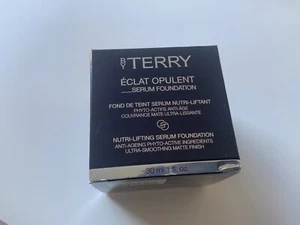 BY TERRY
ÉCLAT OPULENT
SERUM FOUNDATION
FOND DE TEINT SERUM NUTRI-LIFTANT
PHYTO-ACTIFS ANTI-ÂGE
COUVRANCE MATE ULTRA-LISSANTE
NUTRI-LIFTING SERUM FOUNDATION
ANTI-AGEING PHYTO-ACTIVE INGREDIENTS
ULTRA-SMOOTHING MATTE FINISH
30 ml 1 fl. oz.